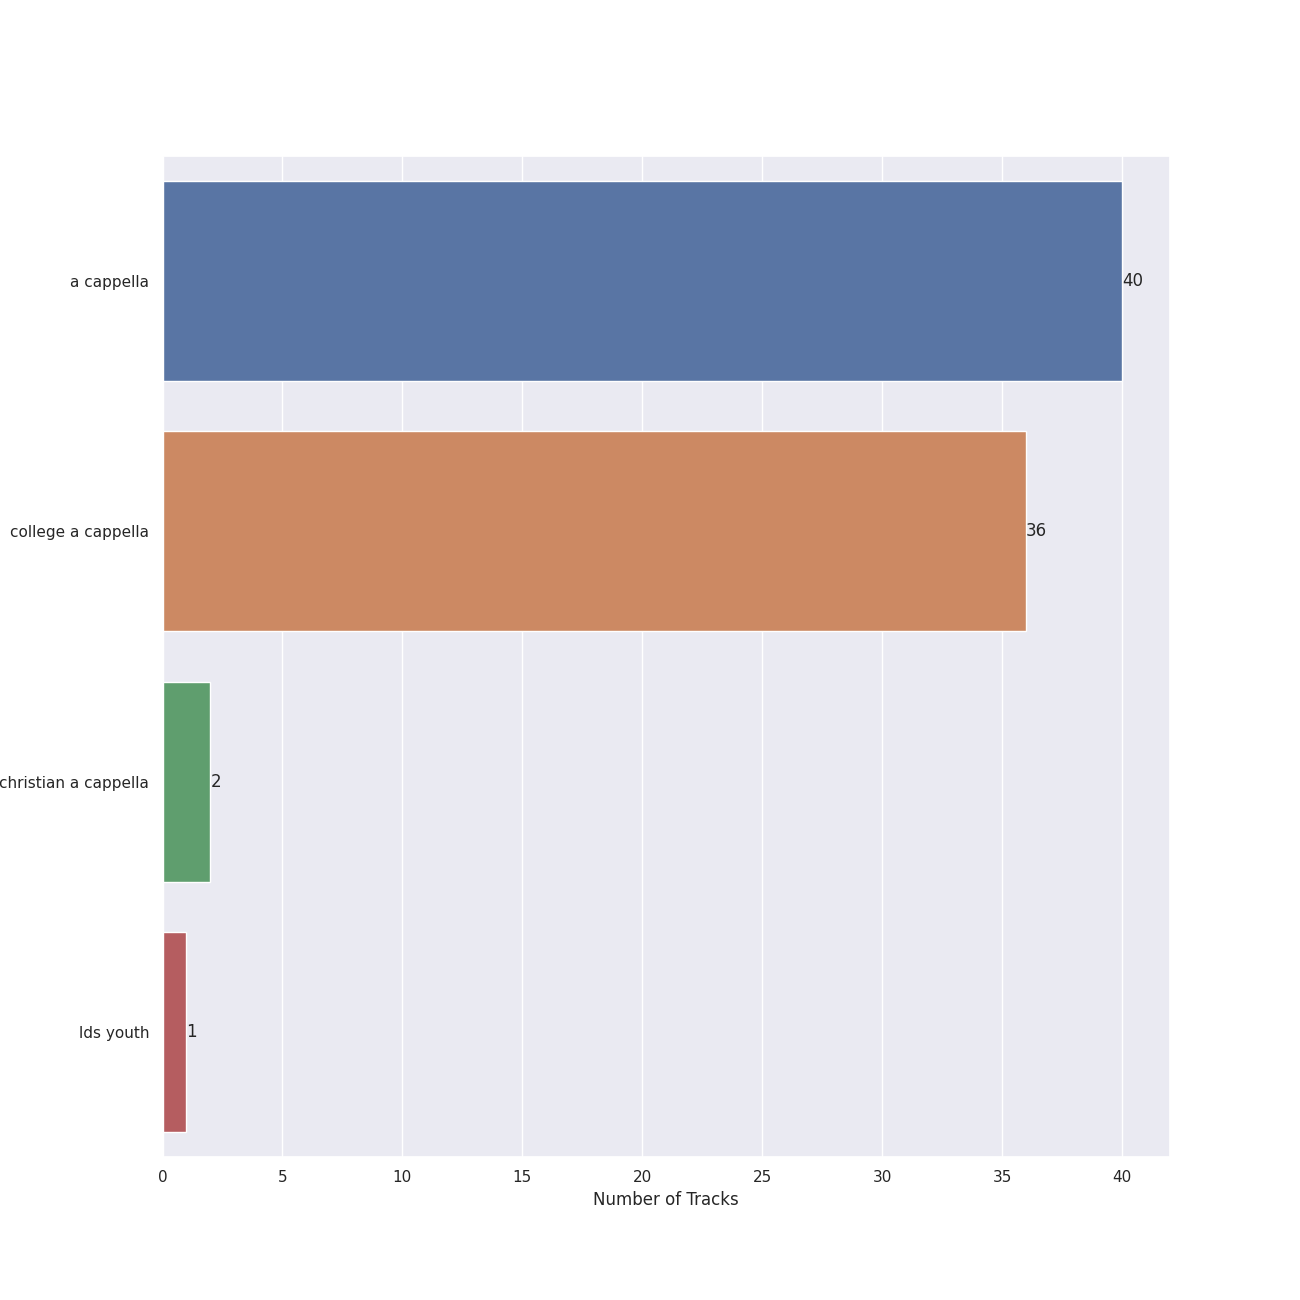 a cappella
40
college a cappella
36
christian a cappella
2
lds youth
1
0 5 10 15 20 25 30 35 40
Number of Tracks